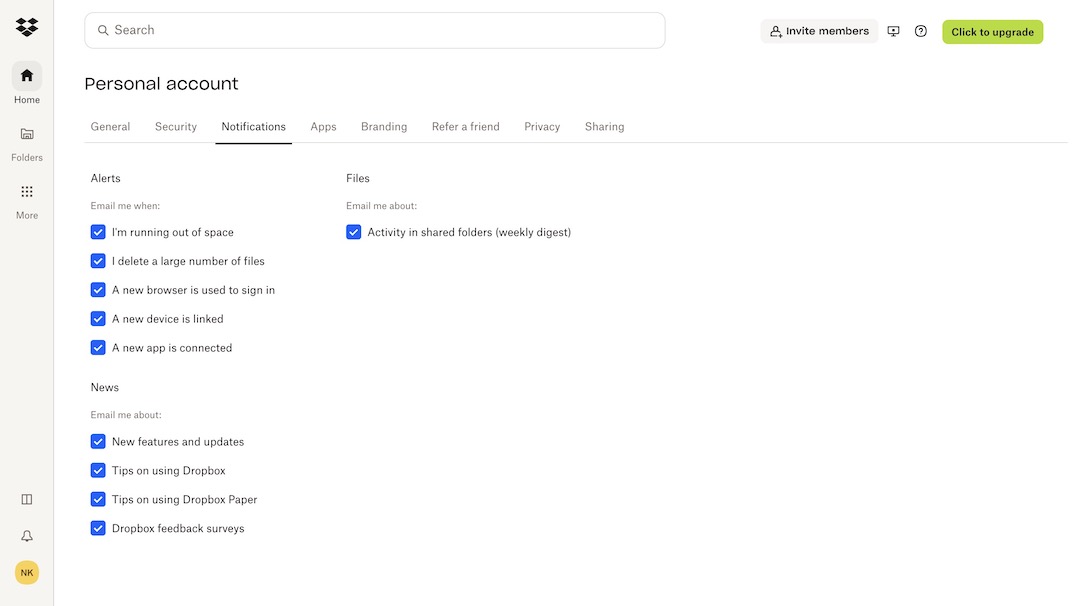 Search
Invite members
Click to upgrade
Home
Folders
More
NK
Personal account
General Security Notifications Apps Branding Refer a friend Privacy Sharing
Alerts
Email me when:
I'm running out of space
I delete a large number of files
A new browser is used to sign in
A new device is linked
A new app is connected
Files
Email me about:
Activity in shared folders (weekly digest)
News
Email me about:
New features and updates
Tips on using Dropbox
Tips on using Dropbox Paper
Dropbox feedback surveys